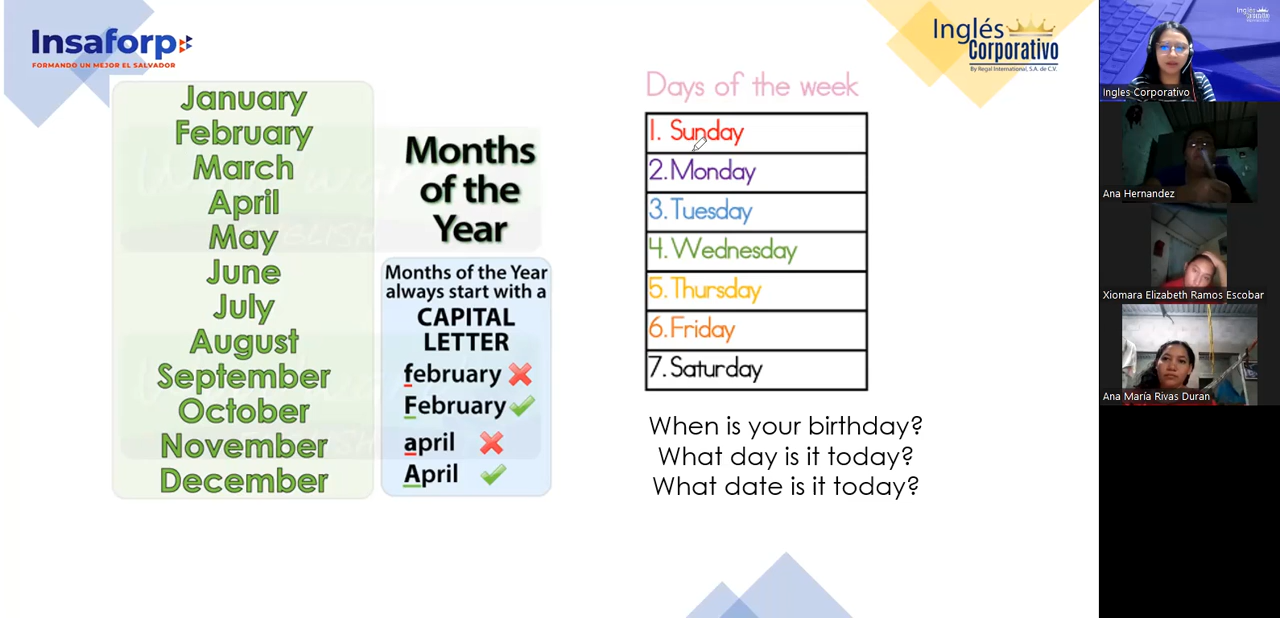 Insaforp
FORMANDO UN MEJOR EL SALVADOR
Inglés
Corporativo
By Regal International, S.A. de C.V.
January
February
March
April
May
June
July
August
September
October
November
December
Months
of the
Year
Months of the Year
always start with a
CAPITAL
LETTER
february
February
april
April
Days of the week
1. Sunday
2. Monday
3. Tuesday
4. Wednesday
5. Thursday
6. Friday
7. Saturday
When is your birthday?
What day is it today?
What date is it today?
Inglés
Ingles Corporativo
Ana Hernandez
Xiomara Elizabeth Ramos Escobar
Ana María Rivas Duran